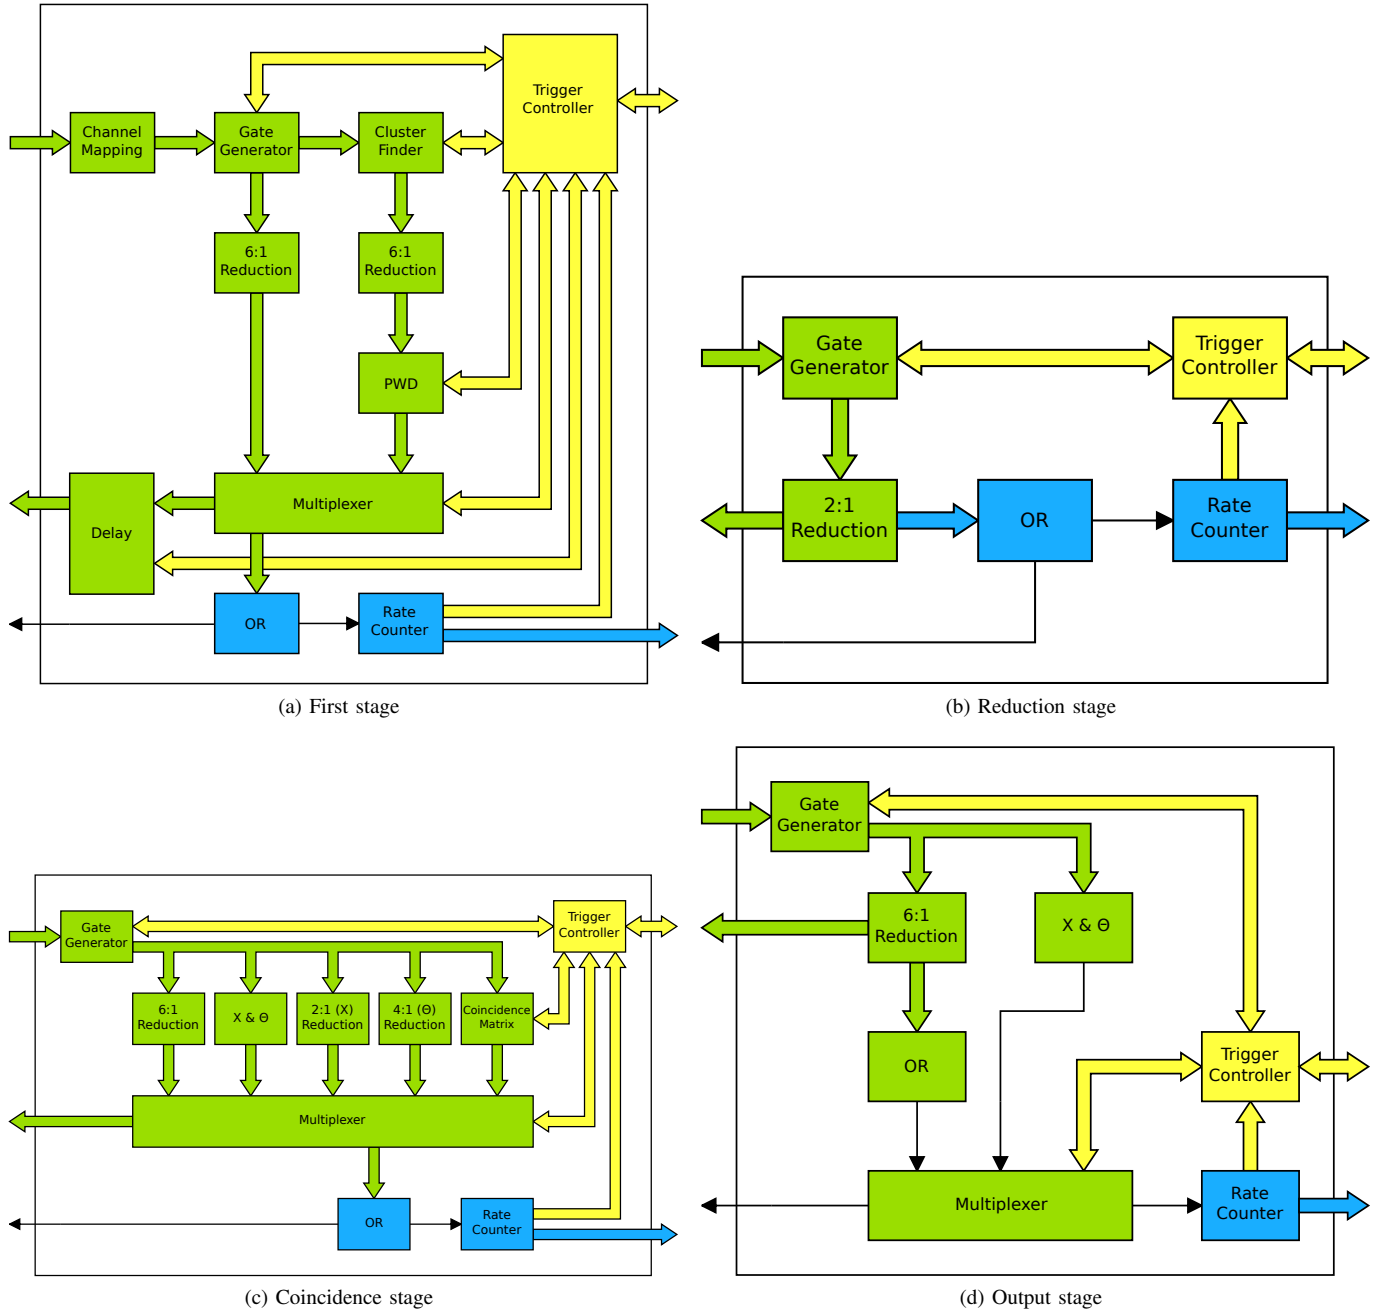 Trigger
Controller
Channel
Mapping
Gate
Generator
Cluster
Finder
6:1
Reduction
6:1
Reduction
PWD
Multiplexer
Delay
OR
Rate
Counter
(a) First stage
Gate
Generator
Trigger
Controller
2:1
Reduction
OR
Rate
Counter
(b) Reduction stage
Gate
Generator
Trigger
Controller
6:1
Reduction
X & Θ
2:1 (X)
Reduction
4:1 (Θ)
Reduction
Coincidence
Matrix
Multiplexer
OR
Rate
Counter
(c) Coincidence stage
Gate
Generator
6:1
Reduction
X & Θ
OR
Trigger
Controller
Multiplexer
Rate
Counter
(d) Output stage